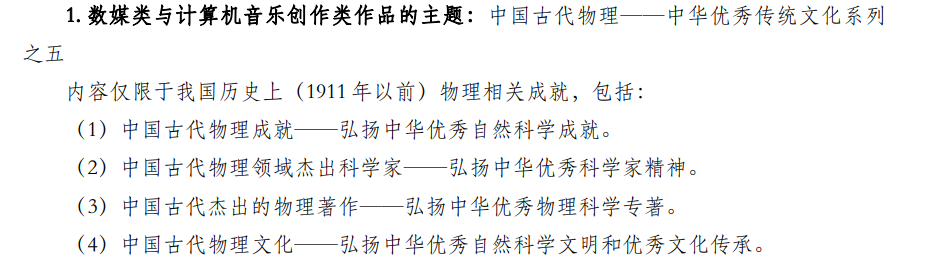 1. 数媒类与计算机音乐创作类作品的主题：中国古代物理——中华优秀传统文化系列
之五
内容仅限于我国历史上（1911 年以前）物理相关成就，包括：
（1）中国古代物理成就——弘扬中华优秀自然科学成就。
（2）中国古代物理领域杰出科学家——弘扬中华优秀科学家精神。
（3）中国古代杰出的物理著作——弘扬中华优秀物理科学专著。
（4）中国古代物理文化——弘扬中华优秀自然科学文明和优秀文化传承。